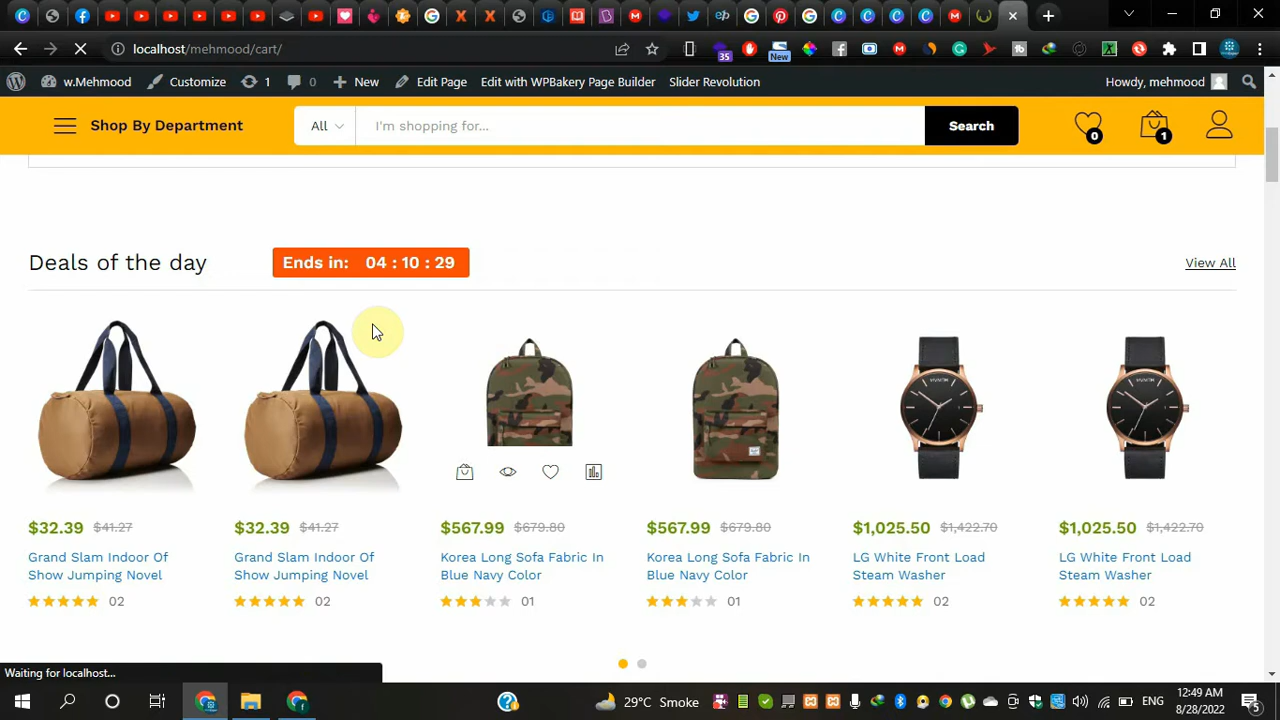 localhost/mehmood/cart/
35
New
w.Mehmood
Customize
1
0
New
Edit Page
Edit with WPBakery Page Builder
Slider Revolution
Howdy, mehmood
Shop By Department
All
I'm shopping for...
Search
0
1
Deals of the day
Ends in: 04 : 10 : 29
View All
$32.39 $41.27
$32.39 $41.27
$567.99 $679.80
$567.99 $679.80
$1,025.50 $1,422.70
$1,025.50 $1,422.70
Grand Slam Indoor Of
Show Jumping Novel
Grand Slam Indoor Of
Show Jumping Novel
Korea Long Sofa Fabric In
Blue Navy Color
Korea Long Sofa Fabric In
Blue Navy Color
LG White Front Load
Steam Washer
LG White Front Load
Steam Washer
02
02
01
01
02
02
Waiting for localhost...
29°C Smoke
ENG
12:49 AM
8/28/2022
5